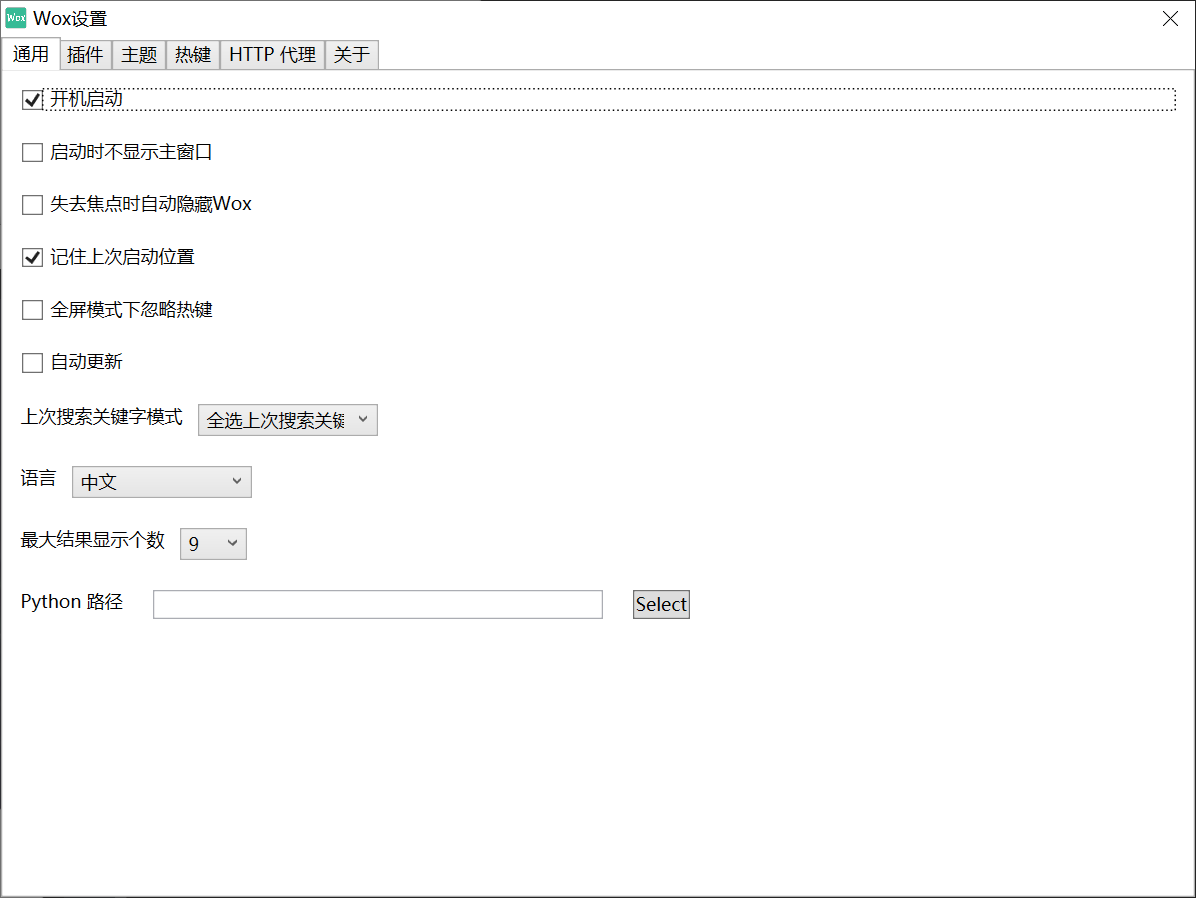 Wox Wox设置
通用 插件 主题 热键 HTTP 代理 关于
开机启动
启动时不显示主窗口
失去焦点时自动隐藏Wox
记住上次启动位置
全屏模式下忽略热键
自动更新
上次搜索关键字模式 全选上次搜索关键
语言 中文
最大结果显示个数 9
Python 路径 Select